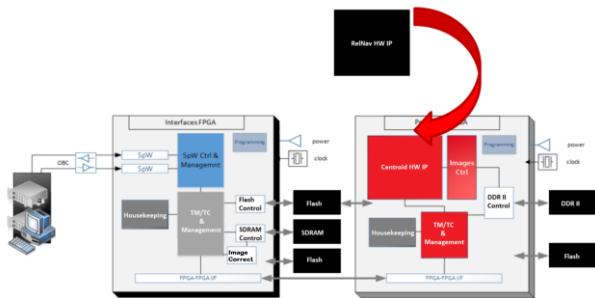 RelNav HW IP
Interfaces FPGA
Programming
power
clock
OBC
SpW
SpW
SpW Ctrl &
Managemnt
Flash
Control
Housekeeping
TM/TC
&
Management
SDRAM
Control
Image
Correct
FPGA-FPGA I/F
Flash
SDRAM
Flash
Programming
power
clock
Centroid HW IP
Images
Ctrl
DDR II
Control
Housekeeping
TM/TC
&
Management
FPGA-FPGA I/F
DDR II
Flash